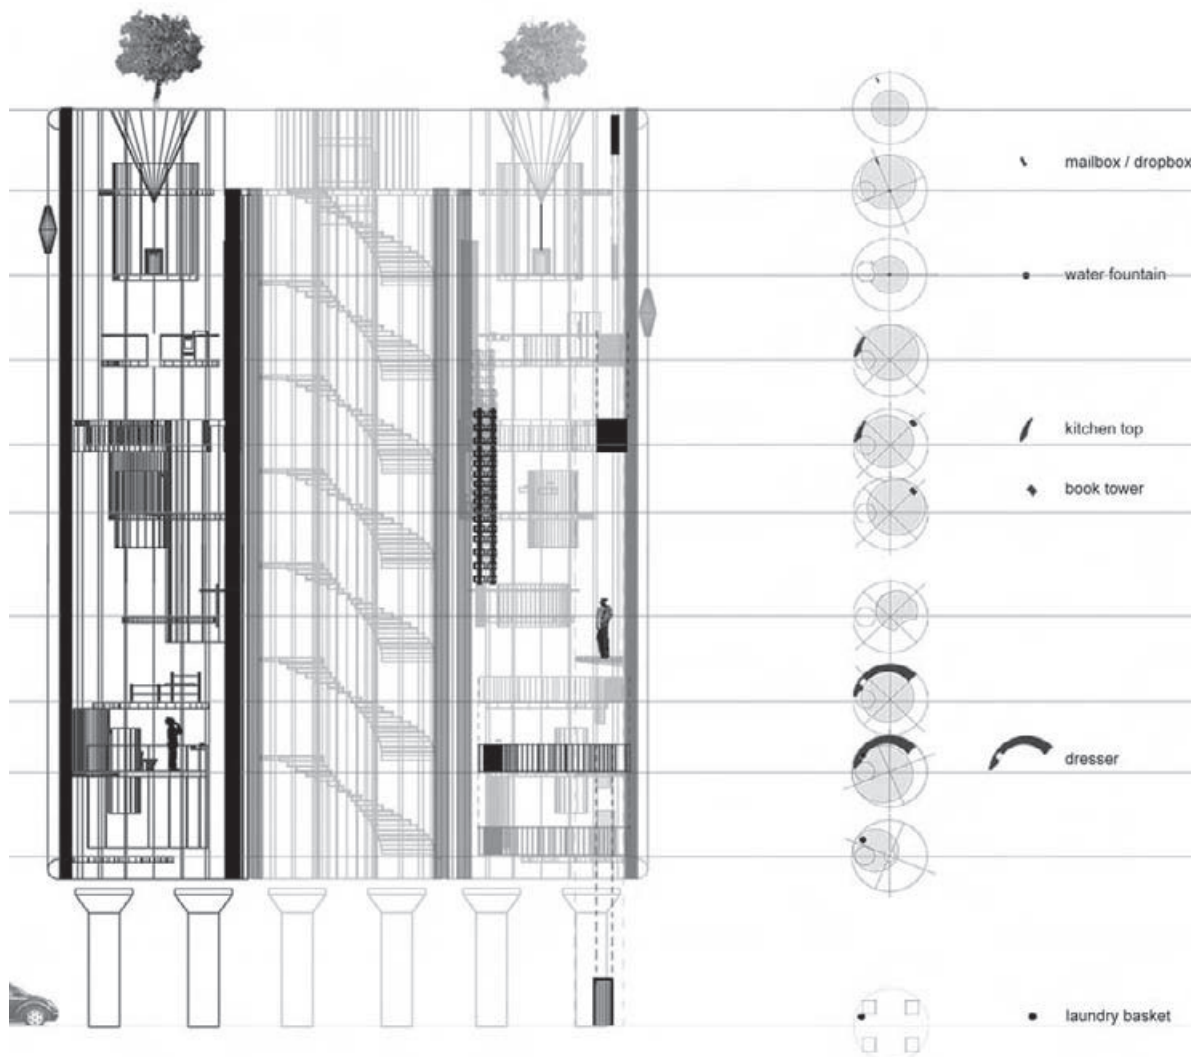 mailbox / dropbox
water fountain
kitchen top
book tower
dresser
laundry basket